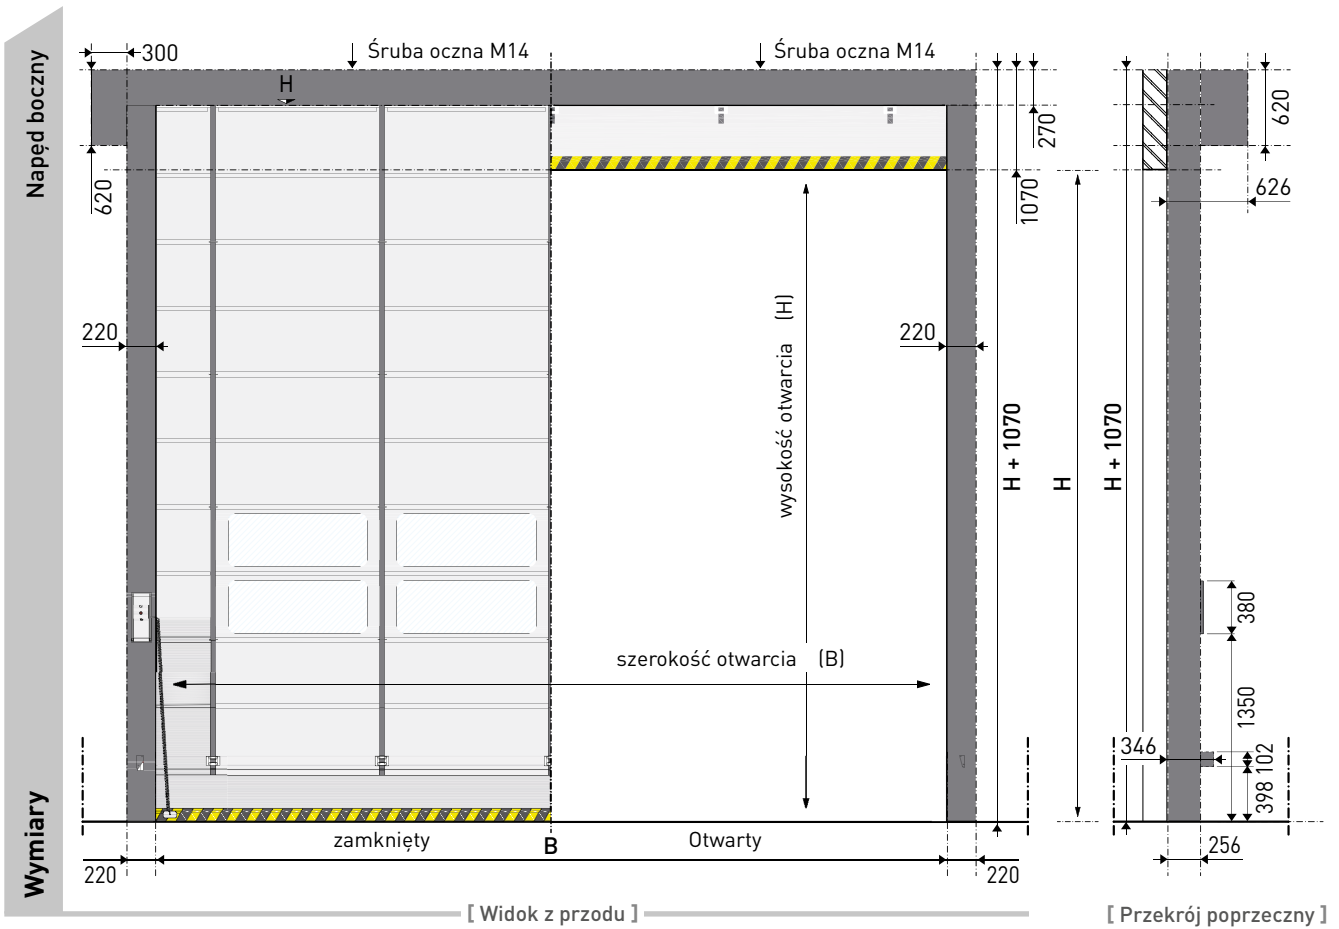 Napęd boczny
Wymiary
300
Śruba oczna M14
Śruba oczna M14
H
620
270
1070
620
626
220
220
wysokość otwarcia (H)
H + 1070
H
H + 1070
szerokość otwarcia (B)
380
1350
346
102
398
zamknięty
B
Otwarty
256
220
220
[ Widok z przodu ]
[ Przekrój poprzeczny ]